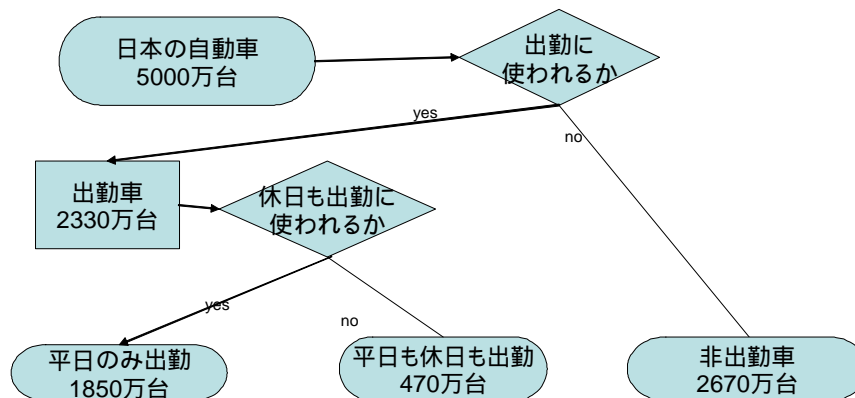 日本の自動車
5000万台
出勤に
使われるか
yes
no
出勤車
2330万台
休日も出勤に
使われるか
yes
no
平日のみ出勤
1850万台
平日も休日も出勤
470万台
非出勤車
2670万台